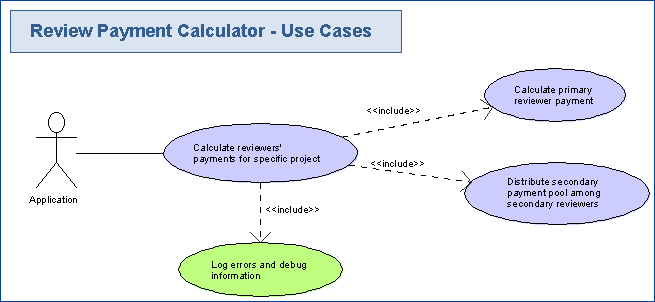 Review Payment Calculator - Use Cases
Calculate primary
reviewer payment
<<include>>
Calculate reviewers'
payments for specific project
<<include>>
Distribute secondary
payment pool among
secondary reviewers
Application
<<include>>
Log errors and debug
information